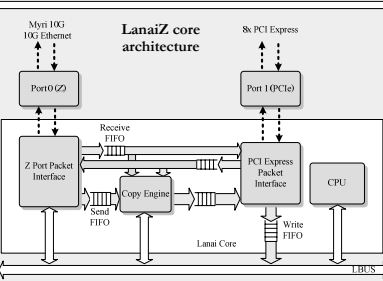 Myri 10G
10G Ethernet
LanaiZ core
architecture
8x PCI Express
Port0 (Z)
Port 1 (PCIe)
Receive
FIFO
Z Port Packet
Interface
Copy Engine
PCI Express
Packet
Interface
CPU
Send
FIFO
Write
FIFO
Lanai Core
LBUS